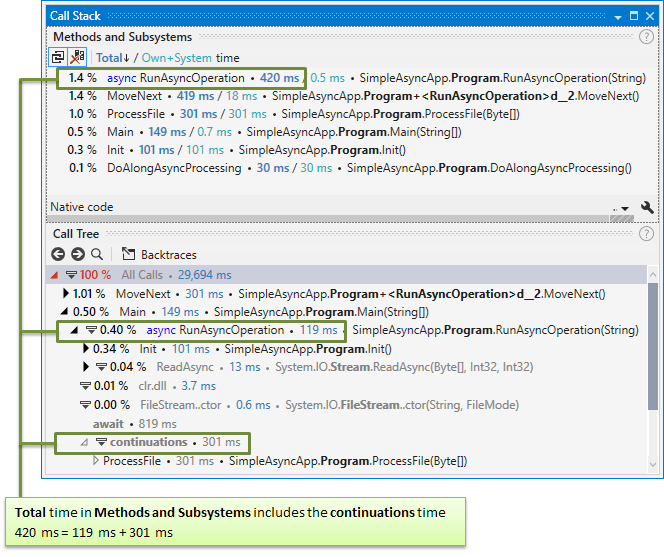 Call Stack
Methods and Subsystems
Total↓ / Own+System time
1.4 % async RunAsyncOperation • 420 ms / 0.5 ms • SimpleAsyncApp.Program.RunAsyncOperation(String)
1.4 % MoveNext • 419 ms / 18 ms • SimpleAsyncApp.Program+<RunAsyncOperation>d__2.MoveNext()
1.0 % ProcessFile • 301 ms / 301 ms • SimpleAsyncApp.Program.ProcessFile(Byte[])
0.5 % Main • 149 ms / 0.7 ms • SimpleAsyncApp.Program.Main(String[])
0.3 % Init • 101 ms / 101 ms • SimpleAsyncApp.Program.Init()
0.1 % DoAlongAsyncProcessing • 30 ms / 30 ms • SimpleAsyncApp.Program.DoAlongAsyncProcessing()
Native code
Call Tree
Backtraces
100 % All Calls • 29,694 ms
1.01 % MoveNext • 301 ms • SimpleAsyncApp.Program+<RunAsyncOperation>d__2.MoveNext()
0.50 % Main • 149 ms • SimpleAsyncApp.Program.Main(String[])
0.40 % async RunAsyncOperation • 119 ms • SimpleAsyncApp.Program.RunAsyncOperation(String)
0.34 % Init • 101 ms • SimpleAsyncApp.Program.Init()
0.04 % ReadAsync • 13 ms • System.IO.Stream.ReadAsync(Byte[], Int32, Int32)
0.01 % clr.dll • 3.7 ms
0.00 % FileStream..ctor • 0.6 ms • System.IO.FileStream..ctor(String, FileMode)
await • 819 ms
continuations • 301 ms
ProcessFile • 301 ms • SimpleAsyncApp.Program.ProcessFile(Byte[])
Total time in Methods and Subsystems includes the continuations time
420 ms = 119 ms + 301 ms